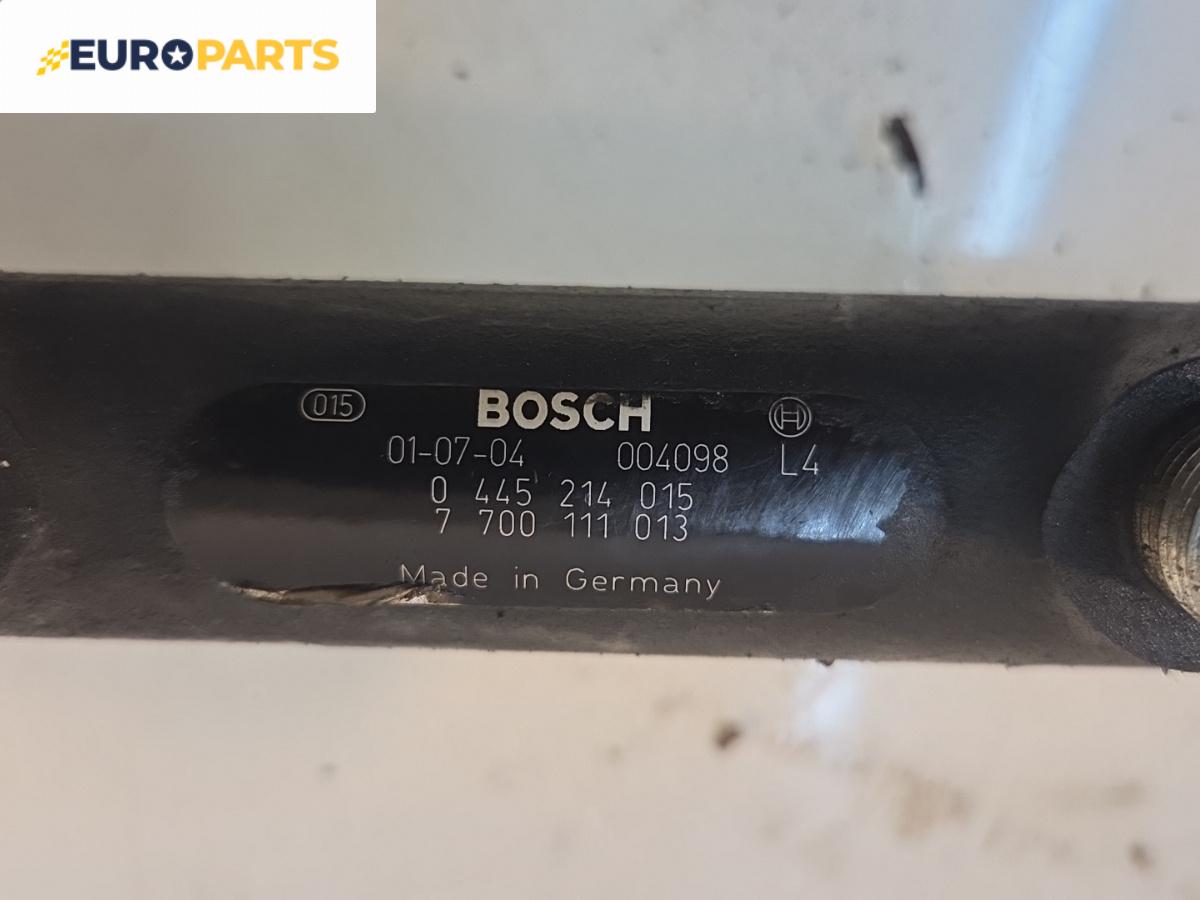 EUROPARTS
015 BOSCH
01-07-04 004098 L4
0 445 214 015
7 700 111 013
Made in Germany